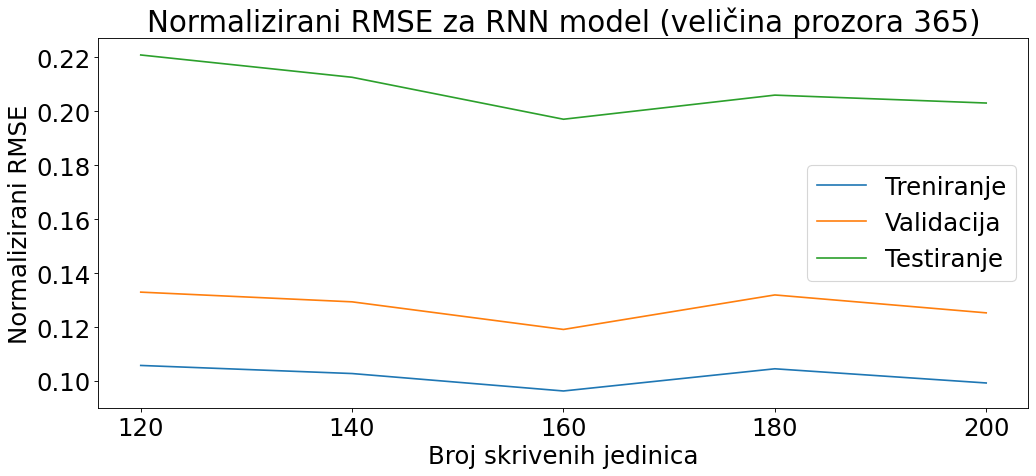 Normalizirani RMSE za RNN model (veličina prozora 365)
Normalizirani RMSE
0.22
0.20
0.18
0.16
0.14
0.12
0.10
Treniranje
Validacija
Testiranje
120 140 160 180 200
Broj skrivenih jedinica